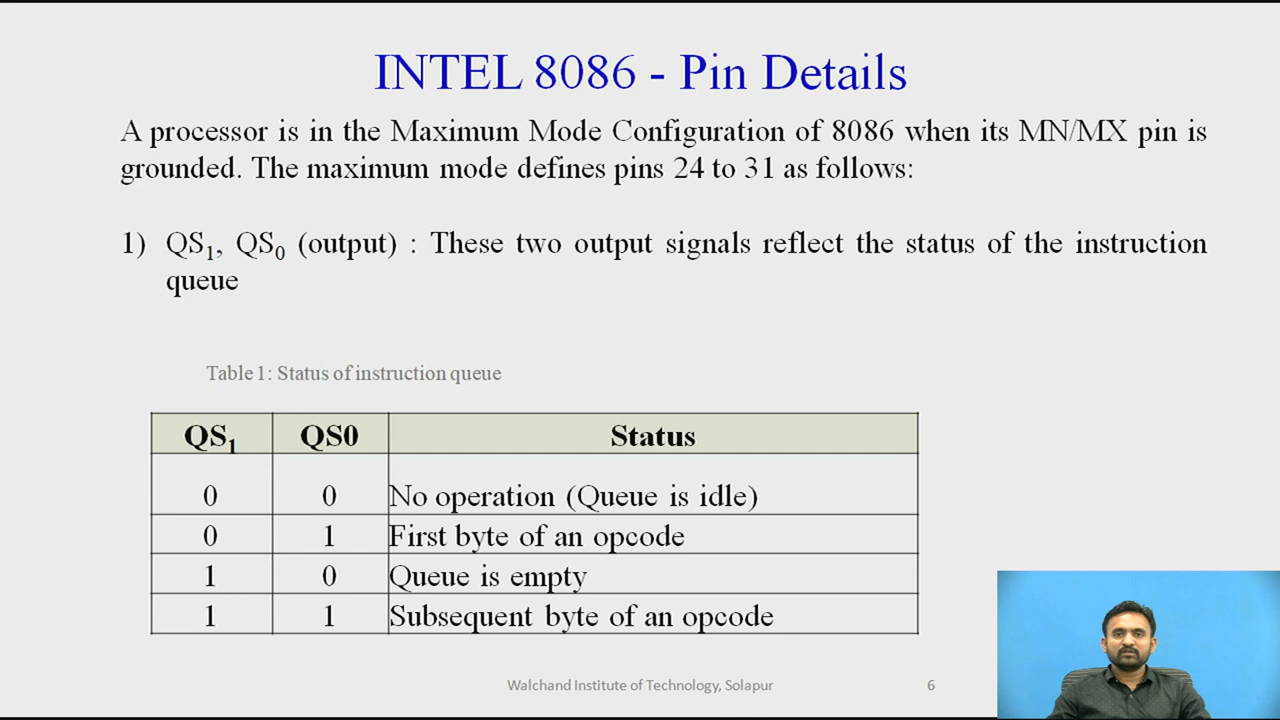 INTEL 8086 - Pin Details
A processor is in the Maximum Mode Configuration of 8086 when its MN/MX pin is
grounded. The maximum mode defines pins 24 to 31 as follows:
1) QS₁, QS₀ (output) : These two output signals reflect the status of the instruction
queue
Table 1: Status of instruction queue
QS₁ QS0 Status
0 0 No operation (Queue is idle)
0 1 First byte of an opcode
1 0 Queue is empty
1 1 Subsequent byte of an opcode
Walchand Institute of Technology, Solapur 6